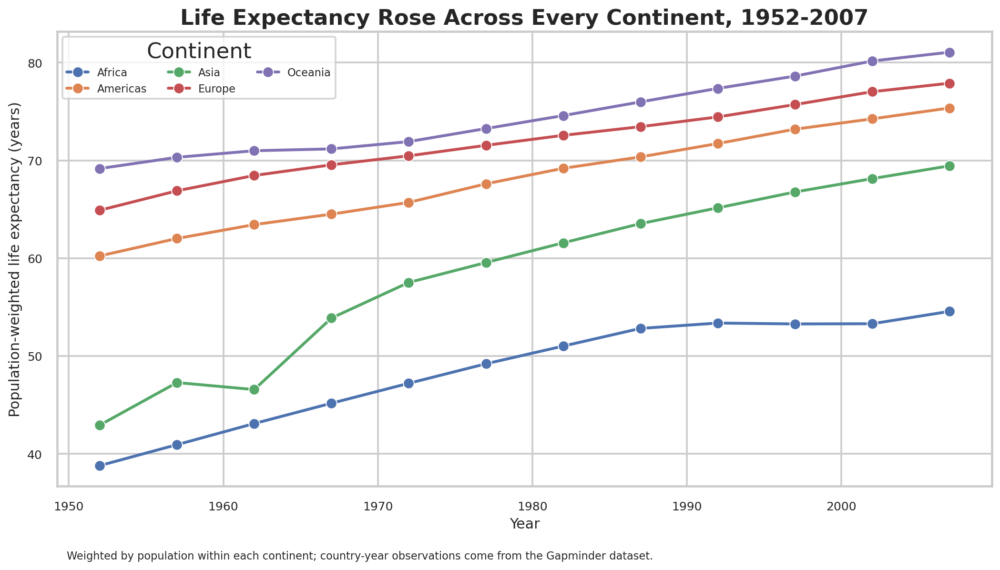 Life Expectancy Rose Across Every Continent, 1952-2007
Continent
Africa
Americas
Asia
Europe
Oceania
Population-weighted life expectancy (years)
80
70
60
50
40
1950
1960
1970
1980
1990
2000
Year
Weighted by population within each continent; country-year observations come from the Gapminder dataset.